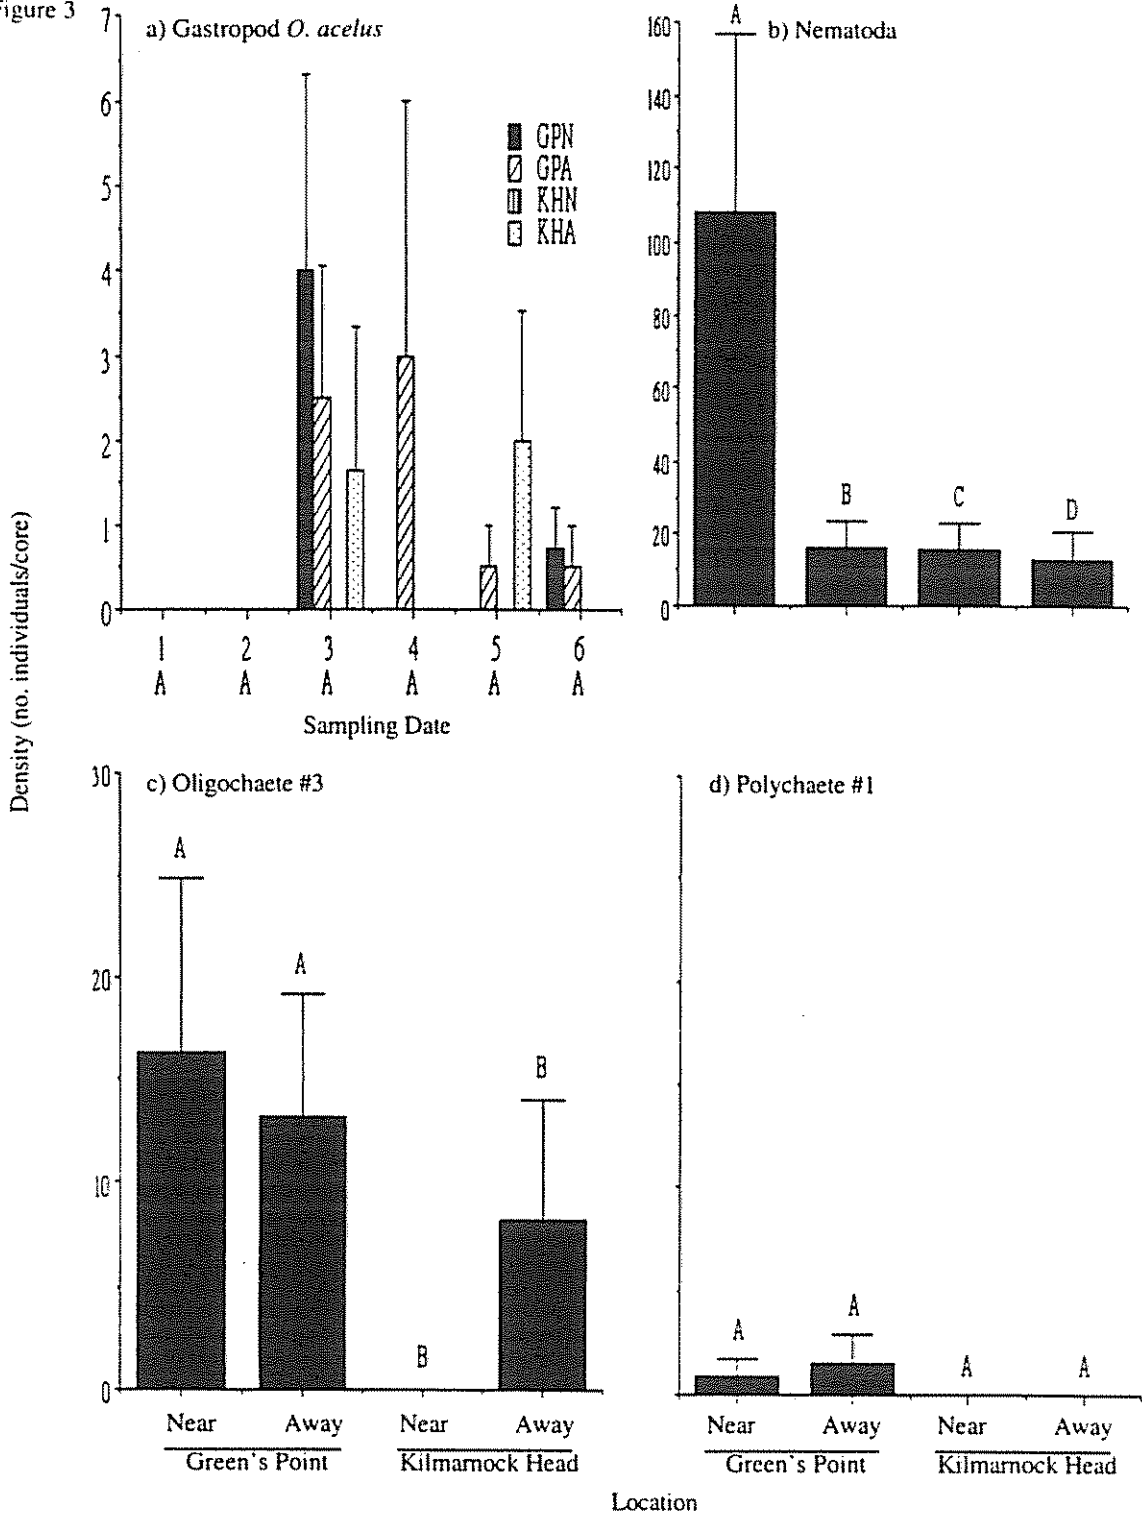 Figure 3
a) Gastropod O. acelus
7
6
5
4
3
2
1
0
GPN
GPA
KHN
KHA
1 2 3 4 5 6
A A A A A A
Sampling Date
b) Nematoda
160
140
120
100
80
60
40
20
0
A
B
C
D
Density (no. individuals/core)
c) Oligochaete #3
30
20
10
0
A
A
B
B
Near Away Near Away
Green's Point Kilmarnock Head
d) Polychaete #1
A
A
A
A
Near Away Near Away
Green's Point Kilmarnock Head
Location